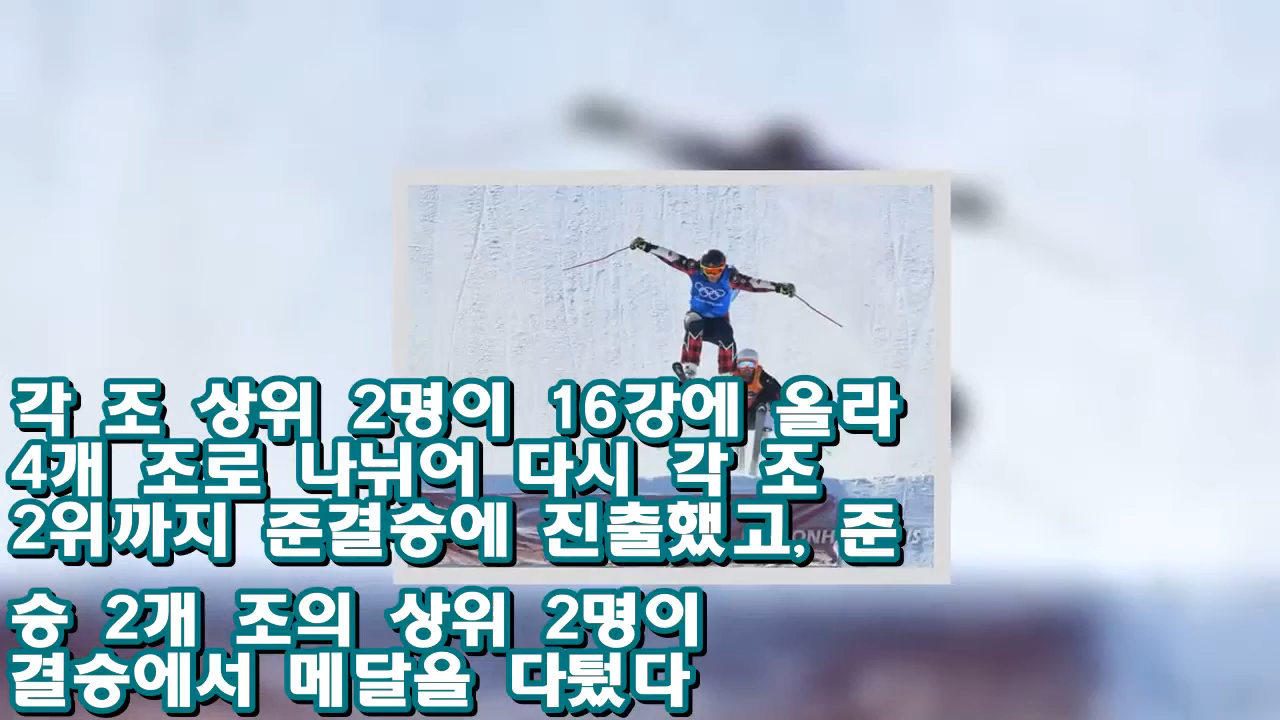 각 조 상위 2명이 16강에 올라
4개 조로 나뉘어 다시 각 조
2위까지 준결승에 진출했고, 준
승 2개 조의 상위 2명이
결승에서 메달을 다퉜다